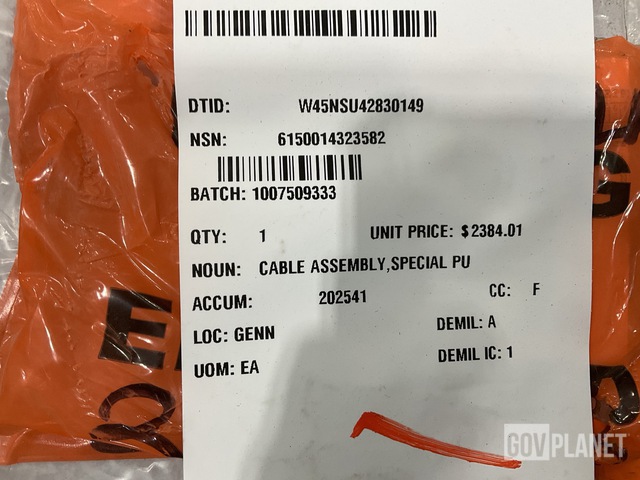 DTID: W45NSU42830149
NSN: 6150014323582
BATCH: 1007509333
QTY: 1 UNIT PRICE: $2384.01
NOUN: CABLE ASSEMBLY,SPECIAL PU
ACCUM: 202541 CC: F
LOC: GENN DEMIL: A
UOM: EA DEMIL IC: 1
GOVPLANET